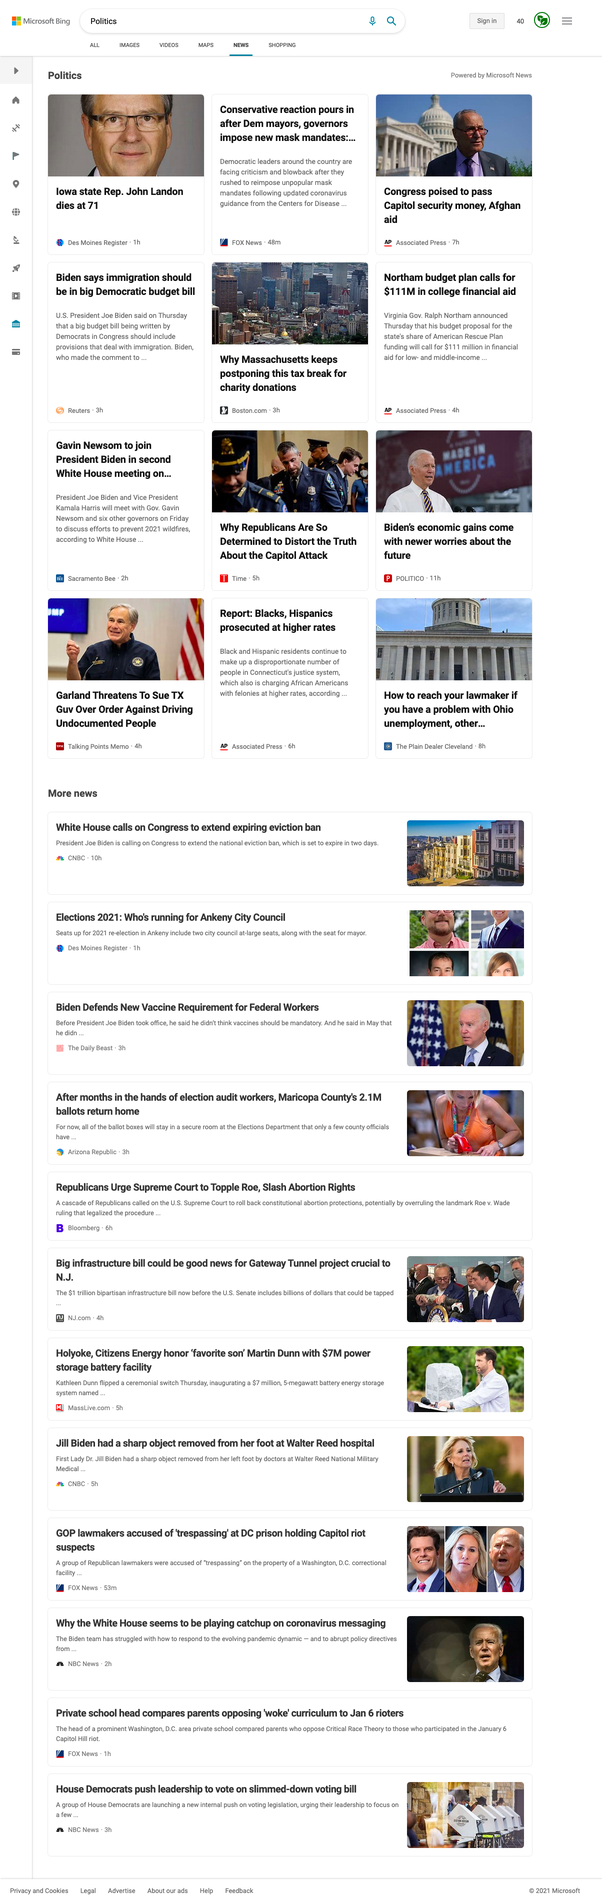 Microsoft Bing
Politics
Sign in
40
ALL
IMAGES
VIDEOS
MAPS
NEWS
SHOPPING
Politics
Powered by Microsoft News
Iowa state Rep. John Landon
dies at 71
Des Moines Register · 1h
Conservative reaction pours in
after Dem mayors, governors
impose new mask mandates:...
Democratic leaders around the country are
facing criticism and blowback after they
rushed to reimpose unpopular mask
mandates following updated coronavirus
guidance from the Centers for Disease ...
FOX News · 48m
Congress poised to pass
Capitol security money, Afghan
aid
AP Associated Press · 7h
Biden says immigration should
be in big Democratic budget bill
U.S. President Joe Biden said on Thursday
that a big budget bill being written by
Democrats in Congress should include
provisions that deal with immigration. Biden,
who made the comment to ...
Reuters · 3h
Why Massachusetts keeps
postponing this tax break for
charity donations
Boston.com · 3h
Northam budget plan calls for
$111M in college financial aid
Virginia Gov. Ralph Northam announced
Thursday that his budget proposal for the
state's share of American Rescue Plan
funding will call for $111 million in financial
aid for low- and middle-income ...
AP Associated Press · 4h
Gavin Newsom to join
President Biden in second
White House meeting on...
President Joe Biden and Vice President
Kamala Harris will meet with Gov. Gavin
Newsom and six other governors on Friday
to discuss efforts to prevent 2021 wildfires,
according to White House ...
Sacramento Bee · 2h
Why Republicans Are So
Determined to Distort the Truth
About the Capitol Attack
Time · 5h
MADE IN
AMERICA
Biden's economic gains come
with newer worries about the
future
POLITICO · 11h
UMP
Garland Threatens To Sue TX
Guv Over Order Against Driving
Undocumented People
Talking Points Memo · 4h
Report: Blacks, Hispanics
prosecuted at higher rates
Black and Hispanic residents continue to
make up a disproportionate number of
people in Connecticut's justice system,
which also is charging African Americans
with felonies at higher rates, according ...
AP Associated Press · 6h
How to reach your lawmaker if
you have a problem with Ohio
unemployment, other...
The Plain Dealer Cleveland · 8h
More news
White House calls on Congress to extend expiring eviction ban
President Joe Biden is calling on Congress to extend the national eviction ban, which is set to expire in two days.
CNBC · 10h
Elections 2021: Who's running for Ankeny City Council
Seats up for 2021 re-election in Ankeny include two city council at-large seats, along with the seat for mayor.
Des Moines Register · 1h
Biden Defends New Vaccine Requirement for Federal Workers
Before President Joe Biden took office, he said he didn't think vaccines should be mandatory. And he said in May that
he didn ...
The Daily Beast · 3h
After months in the hands of election audit workers, Maricopa County's 2.1M
ballots return home
For now, all of the ballot boxes will stay in a secure room at the Elections Department that only a few county officials
have ...
Arizona Republic · 3h
Republicans Urge Supreme Court to Topple Roe, Slash Abortion Rights
A cascade of Republicans called on the U.S. Supreme Court to roll back constitutional abortion protections, potentially by overruling the landmark Roe v. Wade
ruling that legalized the procedure ...
B Bloomberg · 6h
Big infrastructure bill could be good news for Gateway Tunnel project crucial to
N.J.
The $1 trillion bipartisan infrastructure bill now before the U.S. Senate includes billions of dollars that could be tapped
...
NJ.com · 4h
Holyoke, Citizens Energy honor 'favorite son' Martin Dunn with $7M power
storage battery facility
Kathleen Dunn flipped a ceremonial switch Thursday, inaugurating a $7 million, 5-megawatt battery energy storage
system named ...
MassLive.com · 5h
Jill Biden had a sharp object removed from her foot at Walter Reed hospital
First Lady Dr. Jill Biden had a sharp object removed from her left foot by doctors at Walter Reed National Military
Medical ...
CNBC · 5h
GOP lawmakers accused of 'trespassing' at DC prison holding Capitol riot
suspects
A group of Republican lawmakers were accused of "trespassing" on the property of a Washington, D.C. correctional
facility ...
FOX News · 53m
Why the White House seems to be playing catchup on coronavirus messaging
The Biden team has struggled with how to respond to the evolving pandemic dynamic — and to abrupt policy directives
from ...
NBC News · 2h
Private school head compares parents opposing 'woke' curriculum to Jan 6 rioters
The head of a prominent Washington, D.C. area private school compared parents who oppose Critical Race Theory to those who participated in the January 6
Capitol Hill riot.
FOX News · 1h
House Democrats push leadership to vote on slimmed-down voting bill
A group of House Democrats are launching a new internal push on voting legislation, urging their leadership to focus on
a few ...
NBC News · 3h
Privacy and Cookies
Legal
Advertise
About our ads
Help
Feedback
© 2021 Microsoft